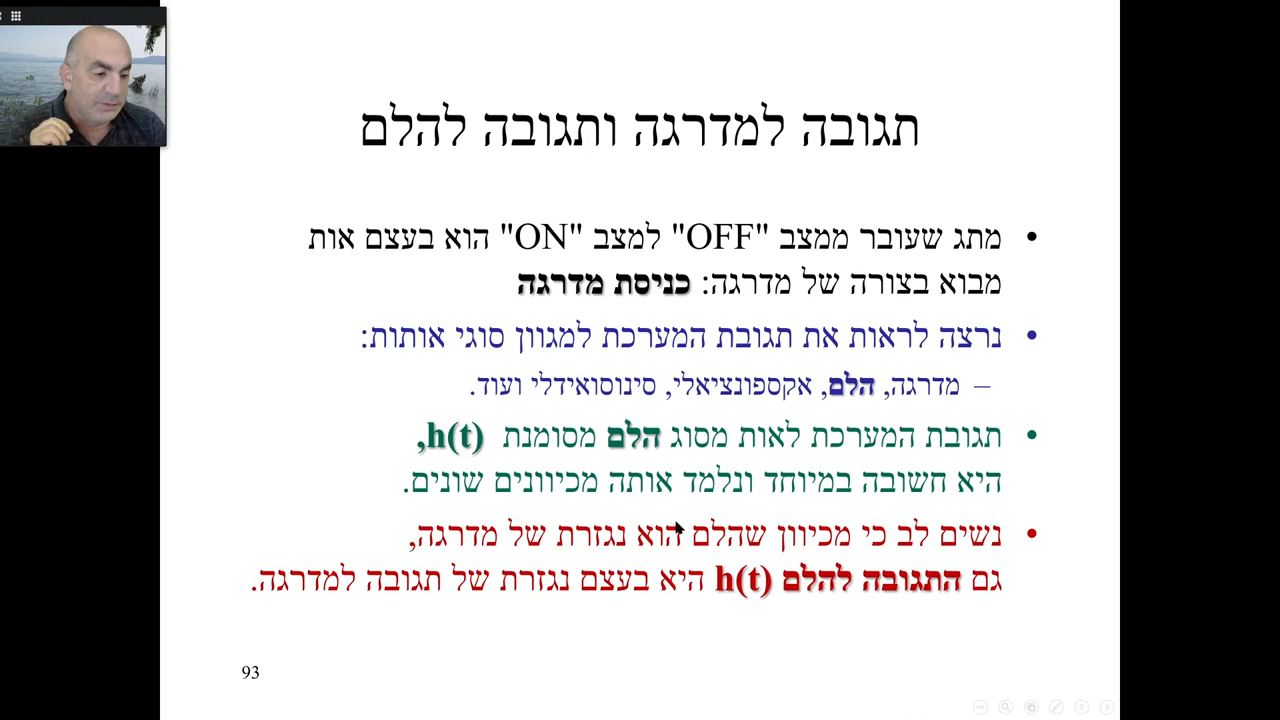 תגובה למדרגה ותגובה להלם
• מתג שעובר ממצב "OFF" למצב "ON" הוא בעצם אות
מבוא בצורה של מדרגה: כניסת מדרגה
• נרצה לראות את תגובת המערכת למגוון סוגי אותות:
– מדרגה, הלם, אקספונציאלי, סינוסואידלי ועוד.
• תגובת המערכת לאות מסוג הלם מסומנת h(t),
היא חשובה במיוחד ונלמד אותה מכיוונים שונים.
• נשים לב כי מכיוון שהלם הוא נגזרת של מדרגה,
גם התגובה להלם h(t) היא בעצם נגזרת של תגובה למדרגה.
93